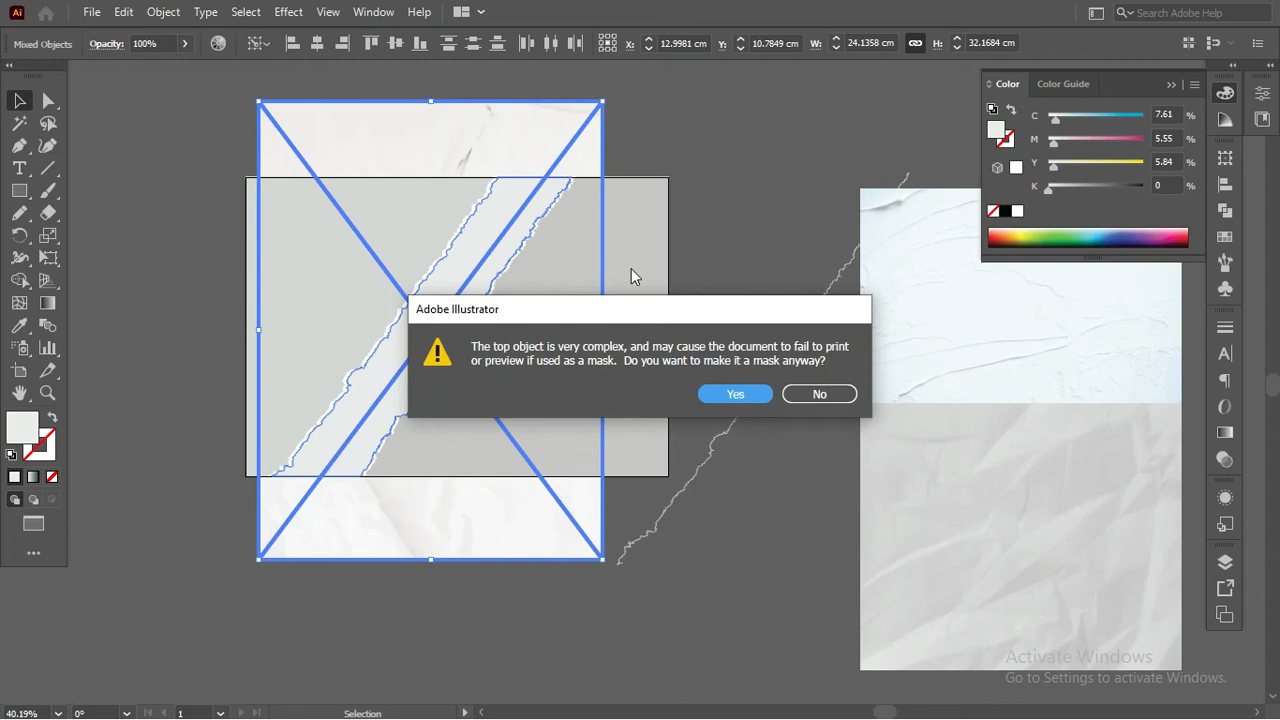 Ai
File Edit Object Type Select Effect View Window Help
Search Adobe Help
Mixed Objects Opacity: 100% X: 12.9981 cm Y: 10.7849 cm W: 24.1358 cm H: 32.1684 cm
Color Color Guide
C 7.61 %
M 5.55 %
Y 5.84 %
K 0 %
Adobe Illustrator
The top object is very complex, and may cause the document to fail to print
or preview if used as a mask. Do you want to make it a mask anyway?
Yes No
Activate Windows
Go to Settings to activate Windows.
40.19% 0° 1 Selection